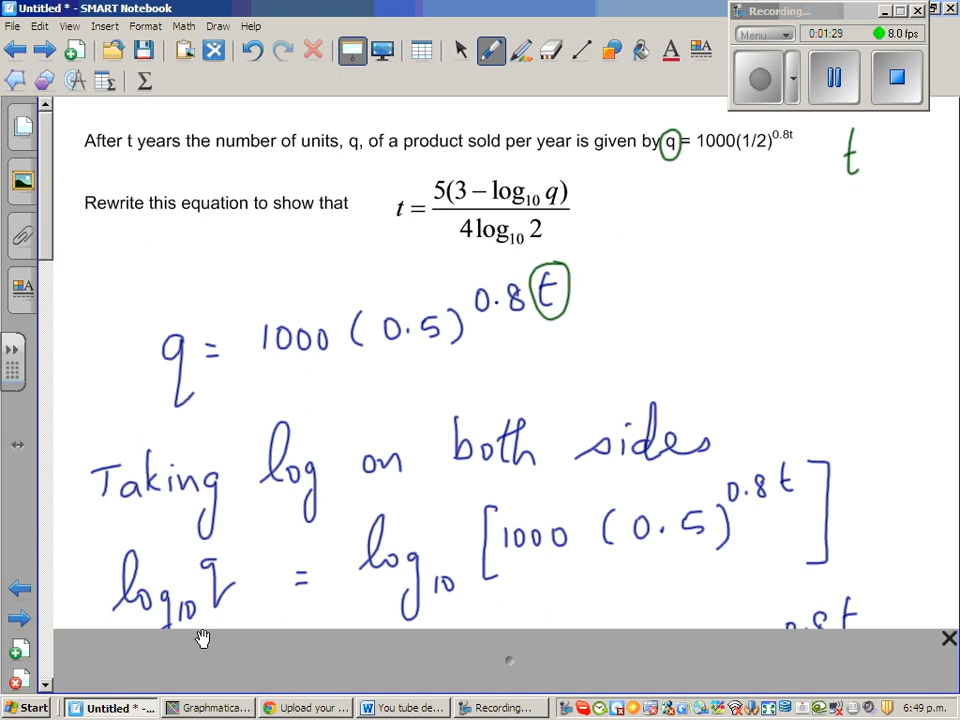 Untitled * - SMART Notebook
Recording...
File Edit View Insert Format Math Draw Help
Menu
0:01:29
8.0 fps
After t years the number of units, q, of a product sold per year is given by q = 1000(1/2)^0.8t
t
Rewrite this equation to show that t = 5(3 − log₁₀ q) / 4 log₁₀ 2
q = 1000 (0.5)^0.8t
Taking log on both sides
log₁₀ q = log₁₀ [1000 (0.5)^0.8t]
0.8t
Start
Untitled * -...
Graphmatica...
Upload your ...
You tube de...
Recording...
6:49 p.m.